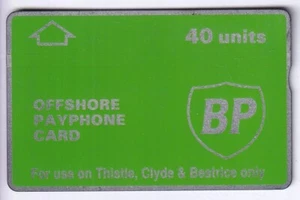 40 units
OFFSHORE
PAYPHONE
CARD
BP
For use on Thistle, Clyde & Beatrice only